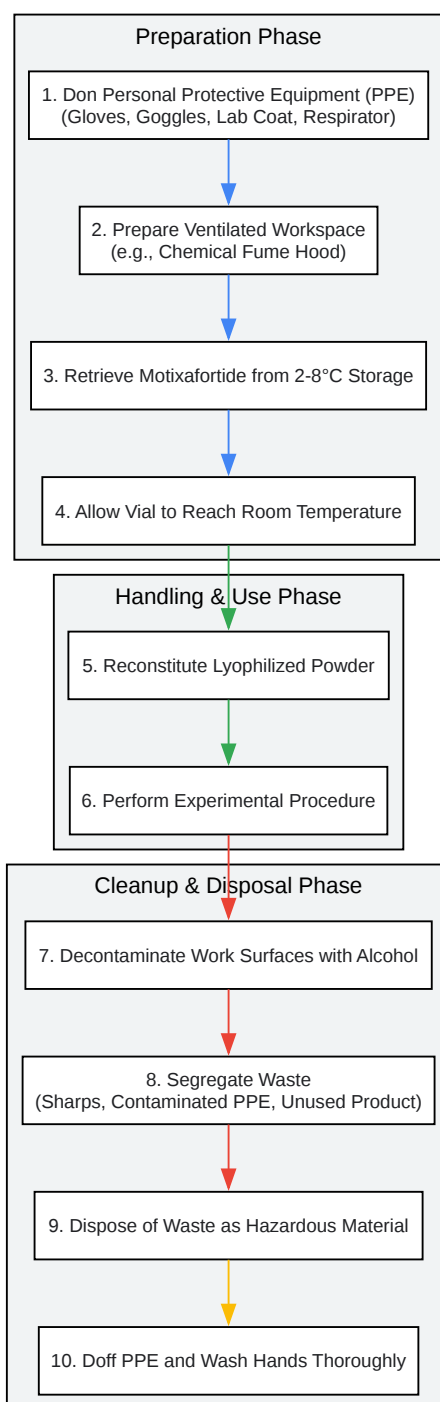 Preparation Phase
1. Don Personal Protective Equipment (PPE)
(Gloves, Goggles, Lab Coat, Respirator)
2. Prepare Ventilated Workspace
(e.g., Chemical Fume Hood)
3. Retrieve Motixafortide from 2-8°C Storage
4. Allow Vial to Reach Room Temperature
Handling & Use Phase
5. Reconstitute Lyophilized Powder
6. Perform Experimental Procedure
Cleanup & Disposal Phase
7. Decontaminate Work Surfaces with Alcohol
8. Segregate Waste
(Sharps, Contaminated PPE, Unused Product)
9. Dispose of Waste as Hazardous Material
10. Doff PPE and Wash Hands Thoroughly